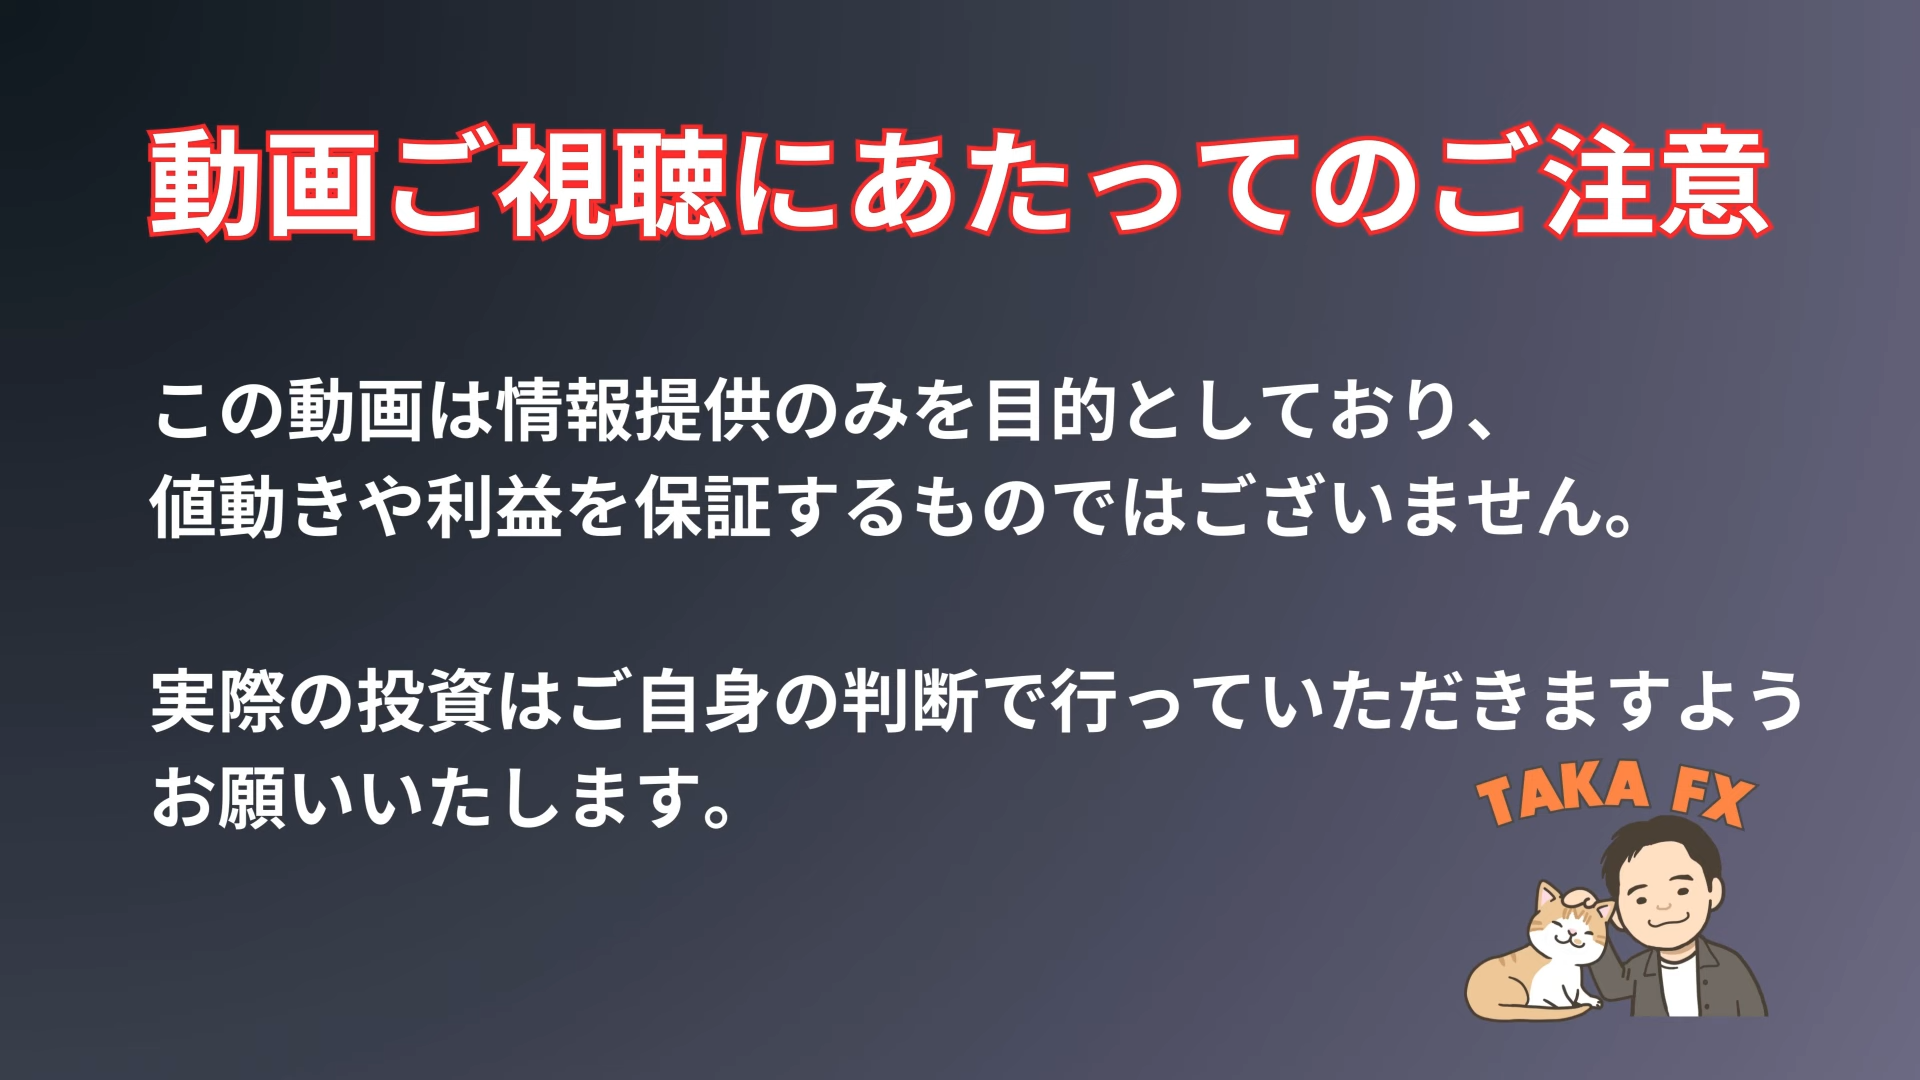 動画ご視聴にあたってのご注意
この動画は情報提供のみを目的としており、
値動きや利益を保証するものではございません。
実際の投資はご自身の判断で行っていただきますよう
お願いいたします。
TAKA FX